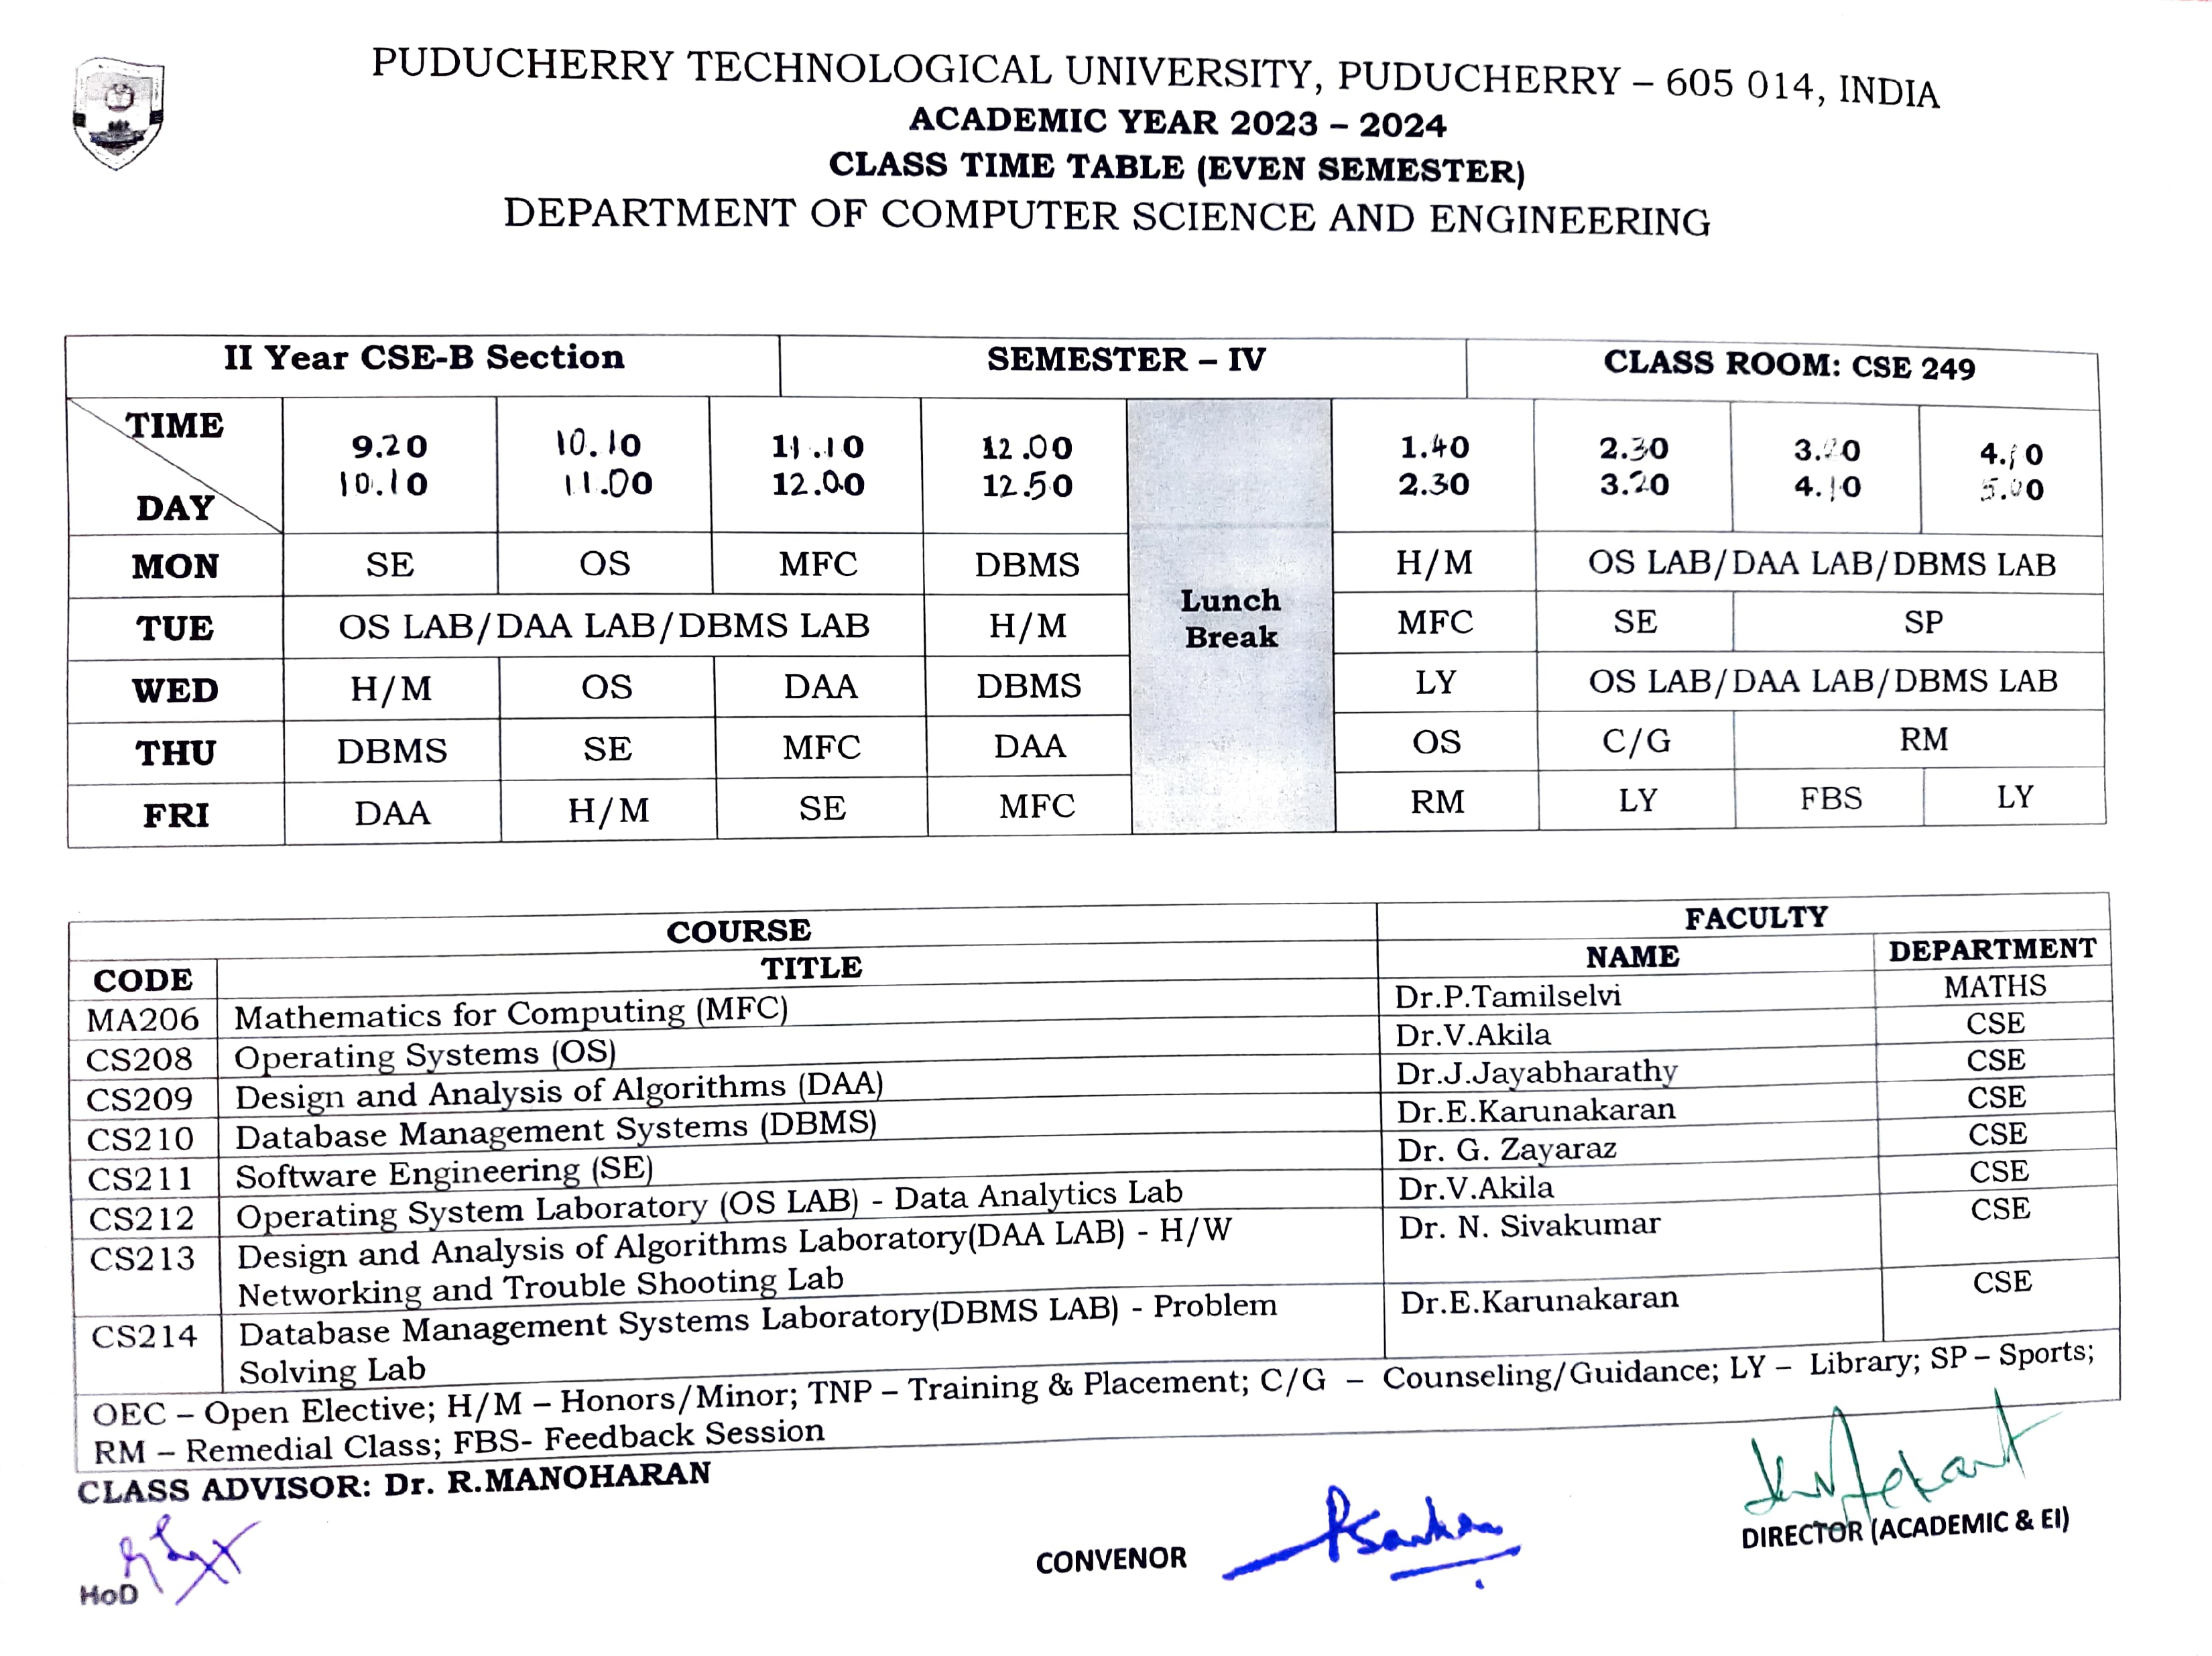 PUDUCHERRY TECHNOLOGICAL UNIVERSITY, PUDUCHERRY – 605 014, INDIA
ACADEMIC YEAR 2023 – 2024
CLASS TIME TABLE (EVEN SEMESTER)
DEPARTMENT OF COMPUTER SCIENCE AND ENGINEERING
II Year CSE-B Section SEMESTER – IV CLASS ROOM: CSE 249
TIME
9.20 10.10 11.10 12.00 1.40 2.30 3.20 4.10
10.10 11.00 12.00 12.50 2.30 3.20 4.10 5.00
DAY
MON SE OS MFC DBMS H/M OS LAB/DAA LAB/DBMS LAB
Lunch
Break
TUE OS LAB/DAA LAB/DBMS LAB H/M MFC SE SP
WED H/M OS DAA DBMS LY OS LAB/DAA LAB/DBMS LAB
THU DBMS SE MFC DAA OS C/G RM
FRI DAA H/M SE MFC RM LY FBS LY
COURSE FACULTY
CODE TITLE NAME DEPARTMENT
MA206 Mathematics for Computing (MFC) Dr.P.Tamilselvi MATHS
CS208 Operating Systems (OS) Dr.V.Akila CSE
CS209 Design and Analysis of Algorithms (DAA) Dr.J.Jayabharathy CSE
CS210 Database Management Systems (DBMS) Dr.E.Karunakaran CSE
CS211 Software Engineering (SE) Dr. G. Zayaraz CSE
CS212 Operating System Laboratory (OS LAB) - Data Analytics Lab Dr.V.Akila CSE
CS213 Design and Analysis of Algorithms Laboratory(DAA LAB) - H/W Dr. N. Sivakumar CSE
Networking and Trouble Shooting Lab
CS214 Database Management Systems Laboratory(DBMS LAB) - Problem Dr.E.Karunakaran CSE
Solving Lab
OEC – Open Elective; H/M – Honors/Minor; TNP – Training & Placement; C/G – Counseling/Guidance; LY – Library; SP – Sports;
RM – Remedial Class; FBS- Feedback Session
CLASS ADVISOR: Dr. R.MANOHARAN
HoD
CONVENOR
DIRECTOR (ACADEMIC & EI)